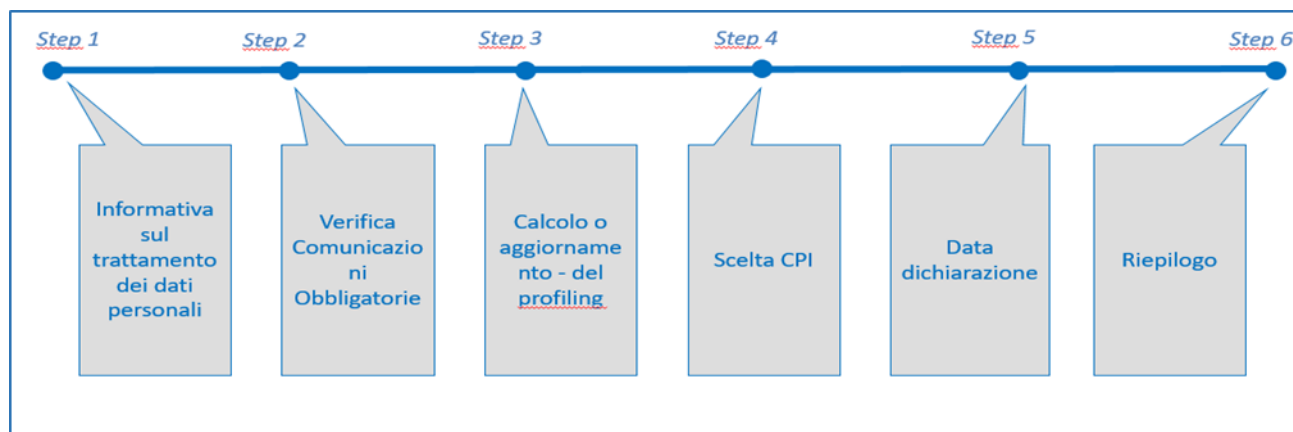 Step 1
Step 2
Step 3
Step 4
Step 5
Step 6
Informativa
sul
trattamento
dei dati
personali
Verifica
Comunicazio
ni
Obbligatorie
Calcolo o
aggiorname
nto - del
profiling
Scelta CPI
Data
dichiarazione
Riepilogo